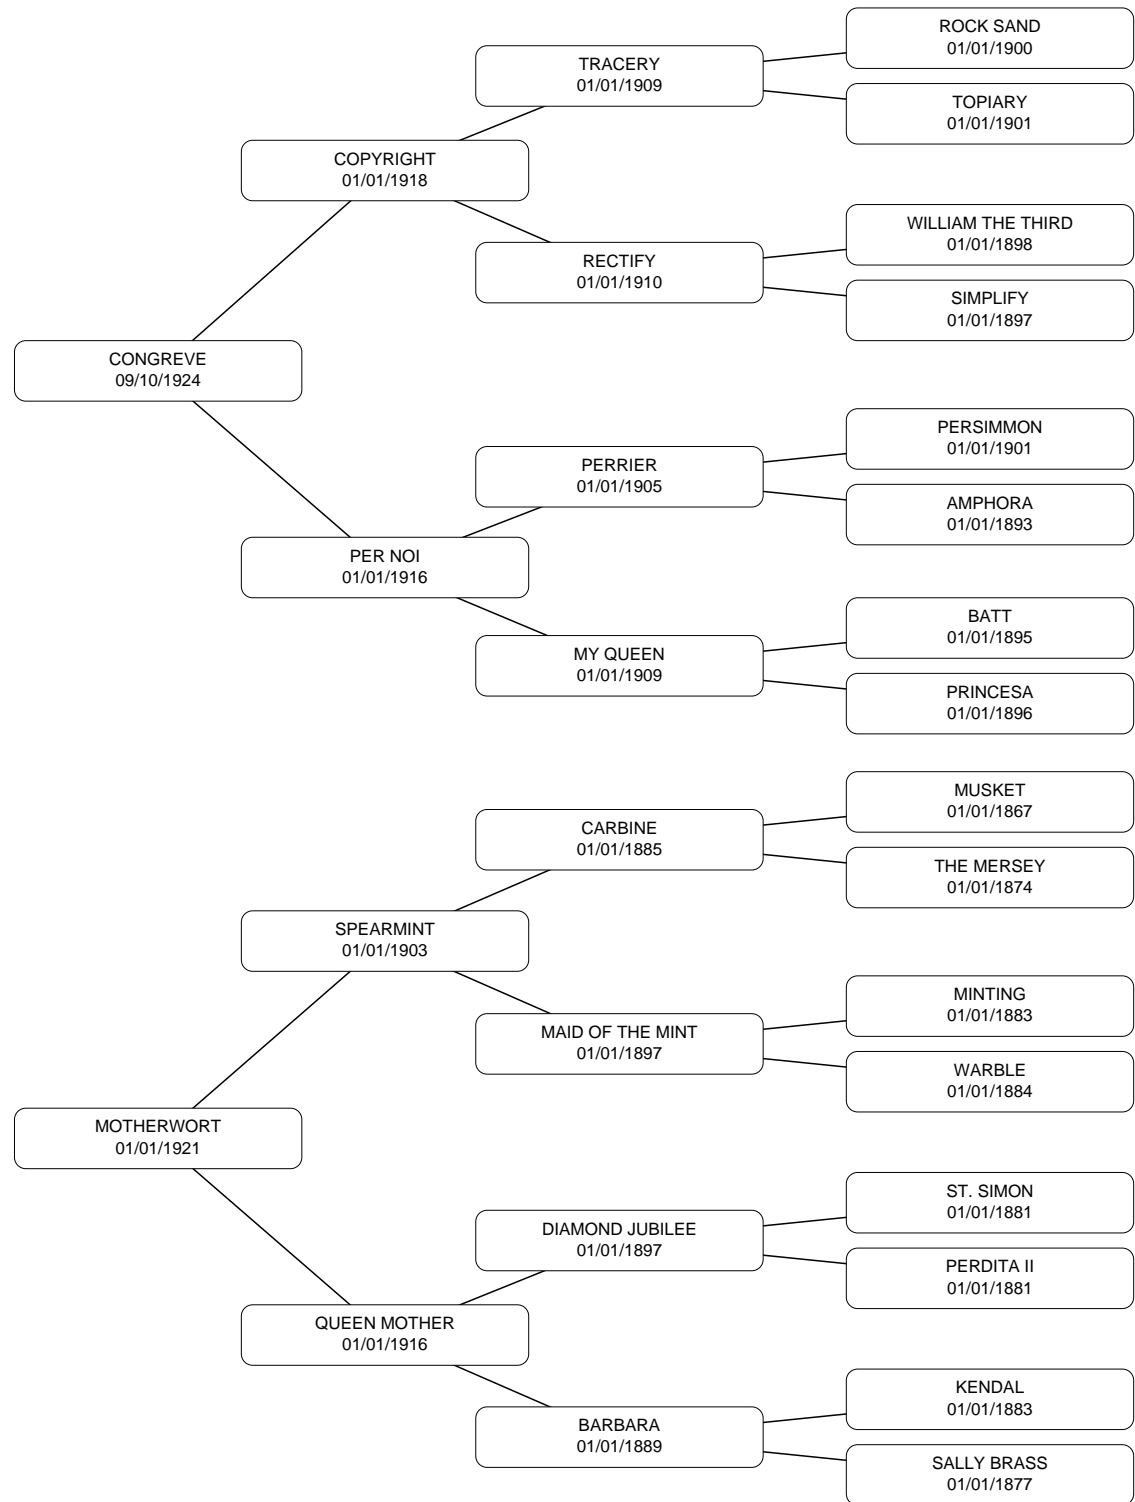 ROCK SAND
01/01/1900
TRACERY
01/01/1909
TOPIARY
01/01/1901
COPYRIGHT
01/01/1918
WILLIAM THE THIRD
01/01/1898
RECTIFY
01/01/1910
SIMPLIFY
01/01/1897
CONGREVE
09/10/1924
PERSIMMON
01/01/1901
PERRIER
01/01/1905
AMPHORA
01/01/1893
PER NOI
01/01/1916
BATT
01/01/1895
MY QUEEN
01/01/1909
PRINCESA
01/01/1896
MUSKET
01/01/1867
CARBINE
01/01/1885
THE MERSEY
01/01/1874
SPEARMINT
01/01/1903
MINTING
01/01/1883
MAID OF THE MINT
01/01/1897
WARBLE
01/01/1884
MOTHERWORT
01/01/1921
ST. SIMON
01/01/1881
DIAMOND JUBILEE
01/01/1897
PERDITA II
01/01/1881
QUEEN MOTHER
01/01/1916
KENDAL
01/01/1883
BARBARA
01/01/1889
SALLY BRASS
01/01/1877